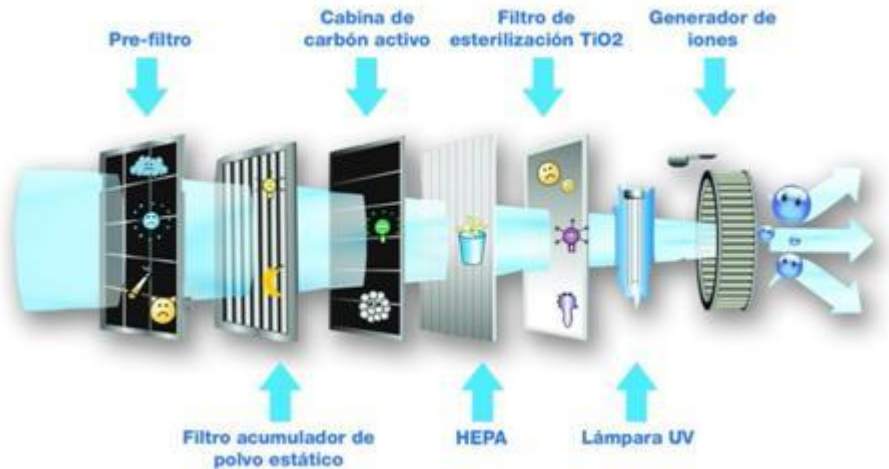 Pre-filtro
Cabina de
carbón activo
Filtro de
esterilización TiO2
Generador de
iones
Filtro acumulador de
polvo estático
HEPA
Lámpara UV